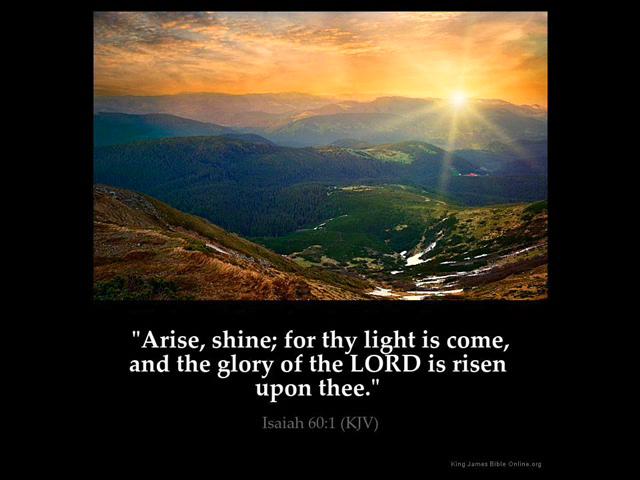 "Arise, shine; for thy light is come,
and the glory of the LORD is risen
upon thee."
Isaiah 60:1 (KJV)
King James Bible Online.org